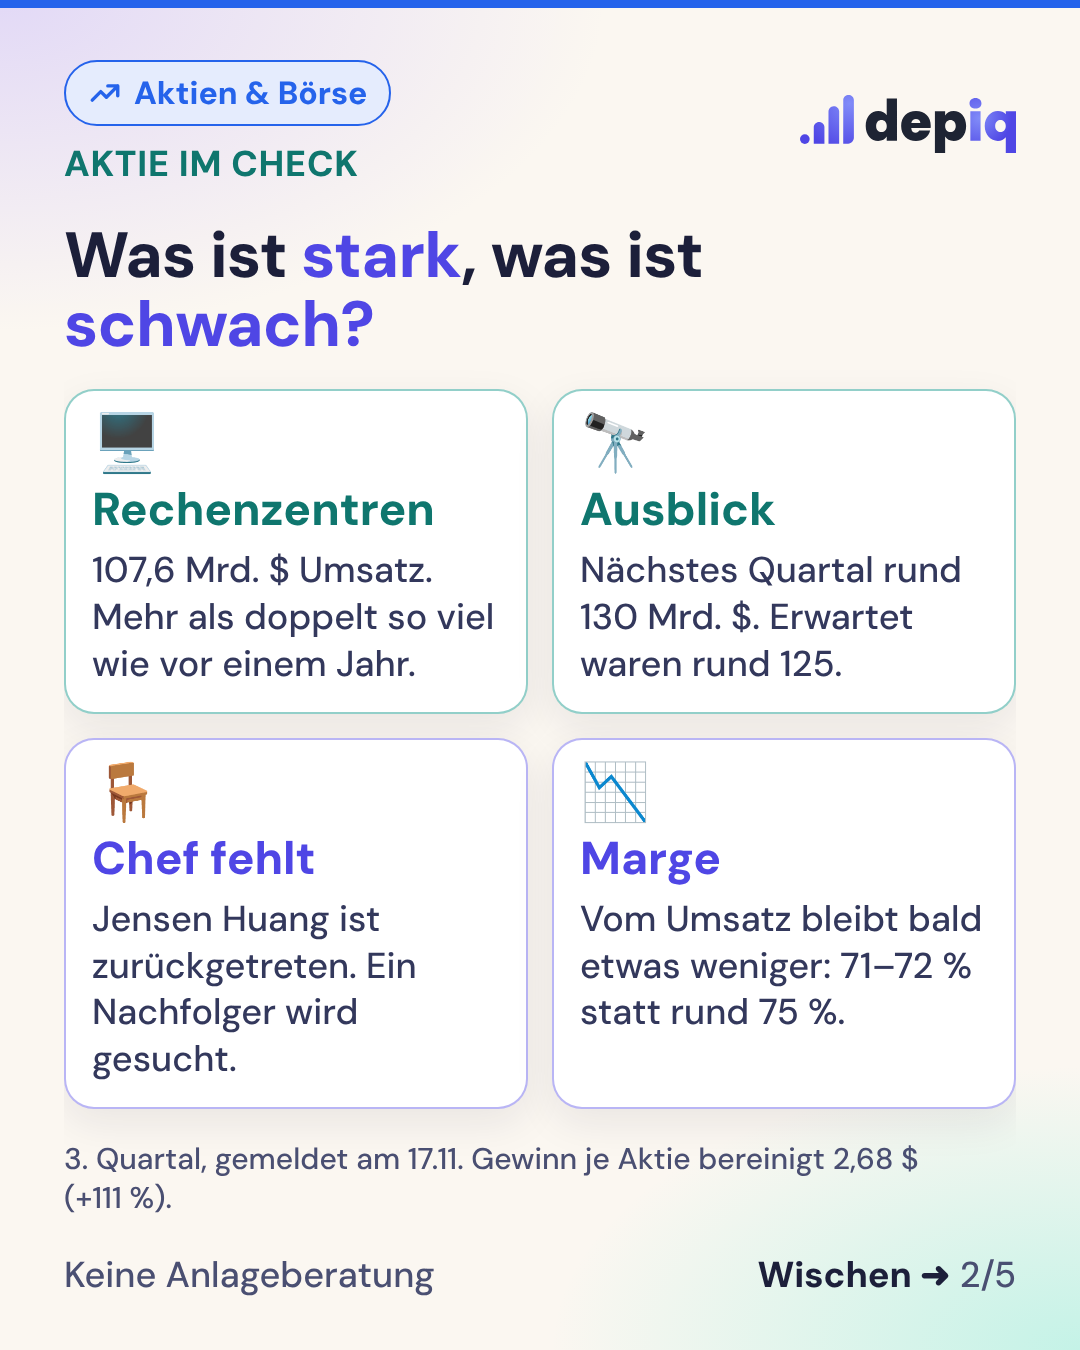 Aktien & Börse
depiq
AKTIE IM CHECK
Was ist stark, was ist
schwach?
Rechenzentren
107,6 Mrd. $ Umsatz.
Mehr als doppelt so viel
wie vor einem Jahr.
Ausblick
Nächstes Quartal rund
130 Mrd. $. Erwartet
waren rund 125.
Chef fehlt
Jensen Huang ist
zurückgetreten. Ein
Nachfolger wird
gesucht.
Marge
Vom Umsatz bleibt bald
etwas weniger: 71–72 %
statt rund 75 %.
3. Quartal, gemeldet am 17.11. Gewinn je Aktie bereinigt 2,68 $
(+111 %).
Keine Anlageberatung
Wischen ➜ 2/5